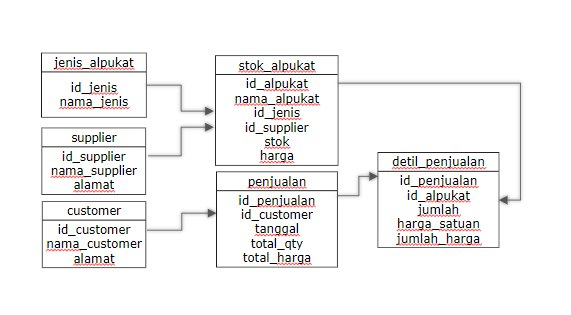 jenis_alpukat
id_jenis
nama_jenis
supplier
id_supplier
nama_supplier
alamat
customer
id_customer
nama_customer
alamat
stok_alpukat
id_alpukat
nama_alpukat
id_jenis
id_supplier
stok
harga
penjualan
id_penjualan
id_customer
tanggal
total_qty
total_harga
detil_penjualan
id_penjualan
id_alpukat
jumlah
harga_satuan
jumlah_harga